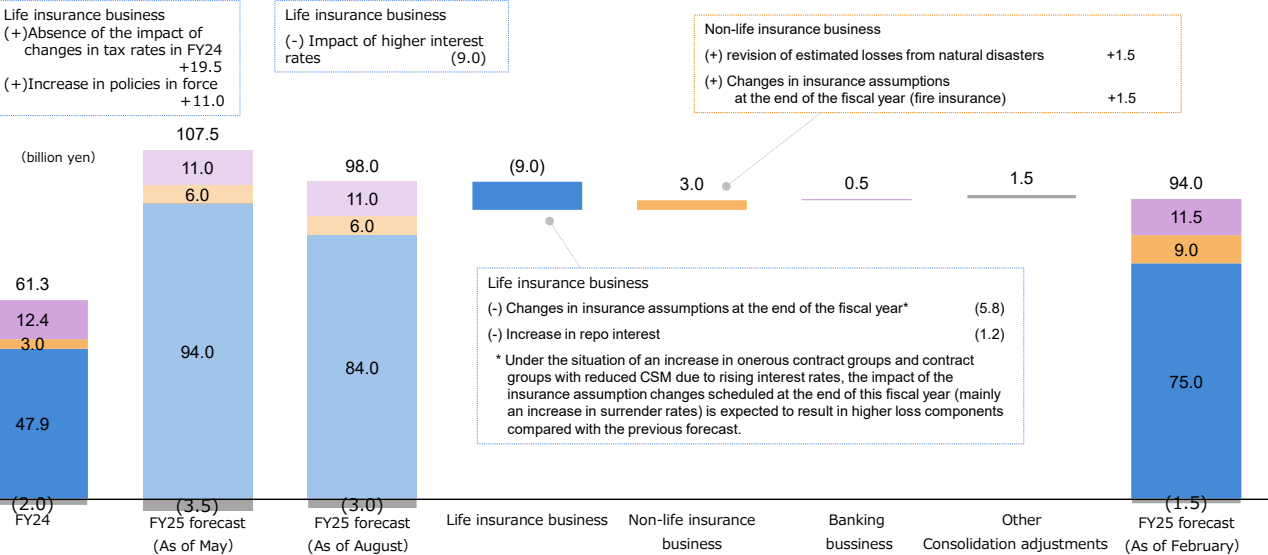 Life insurance business
(+)Absence of the impact of
changes in tax rates in FY24
+19.5
(+)Increase in policies in force
+11.0
Life insurance business
(-) Impact of higher interest
rates (9.0)
Non-life insurance business
(+) revision of estimated losses from natural disasters +1.5
(+) Changes in insurance assumptions
at the end of the fiscal year (fire insurance) +1.5
(billion yen)
61.3
12.4
3.0
47.9
(2.0)
FY24
107.5
11.0
6.0
94.0
(3.5)
FY25 forecast
(As of May)
98.0
11.0
6.0
84.0
(3.0)
FY25 forecast
(As of August)
(9.0)
Life insurance business
3.0
Non-life insurance
business
0.5
Banking
bussiness
1.5
Other
Consolidation adjustments
94.0
11.5
9.0
75.0
(1.5)
FY25 forecast
(As of February)
Life insurance business
(-) Changes in insurance assumptions at the end of the fiscal year* (5.8)
(-) Increase in repo interest (1.2)
* Under the situation of an increase in onerous contract groups and contract
groups with reduced CSM due to rising interest rates, the impact of the
insurance assumption changes scheduled at the end of this fiscal year (mainly
an increase in surrender rates) is expected to result in higher loss components
compared with the previous forecast.